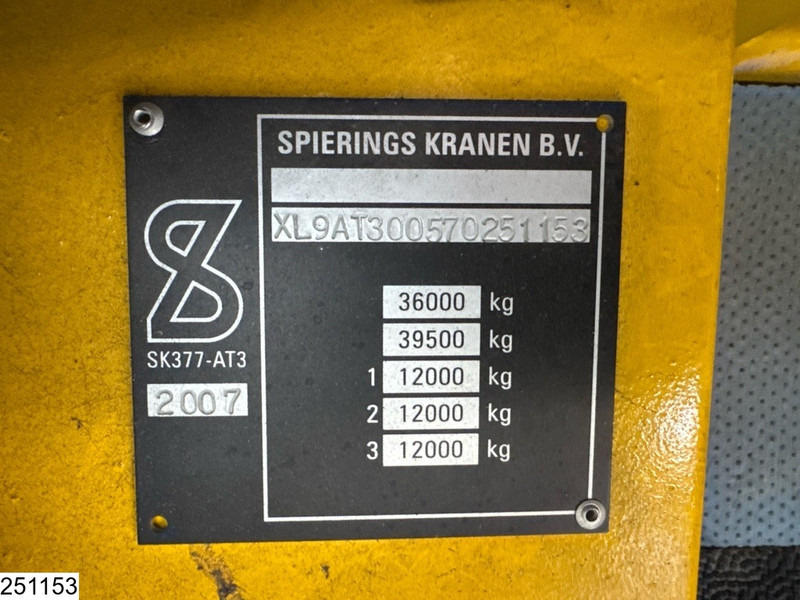 SPIERINGS KRANEN B.V.
XL9AT300570251153
36000 kg
39500 kg
1 12000 kg
2 12000 kg
3 12000 kg
SK377-AT3
2007
251153